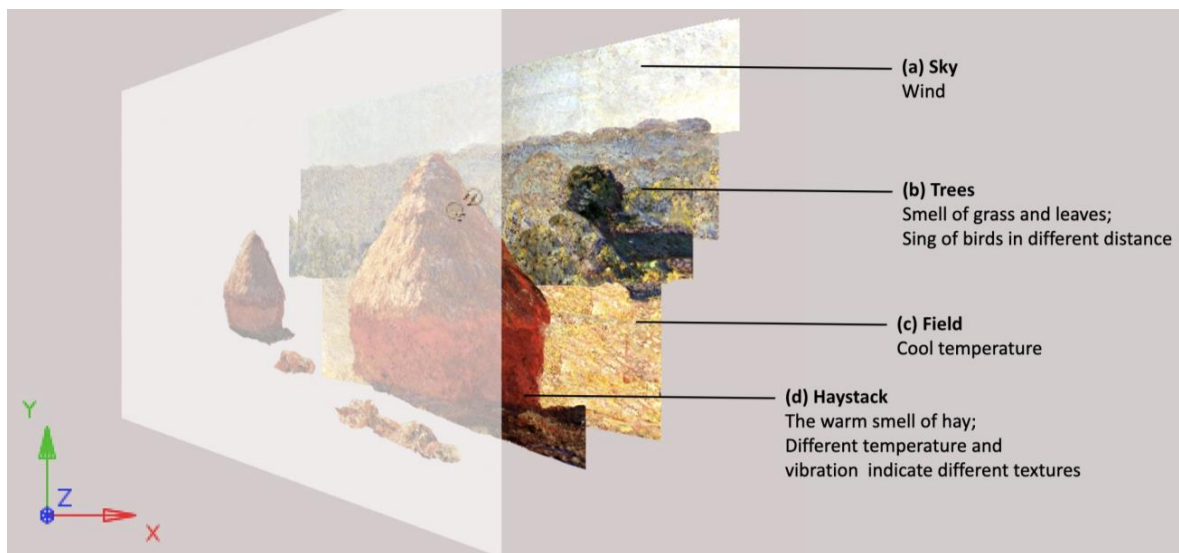 (a) Sky
Wind
(b) Trees
Smell of grass and leaves;
Sing of birds in different distance
(c) Field
Cool temperature
(d) Haystack
The warm smell of hay;
Different temperature and
vibration indicate different textures
Y
Z
X